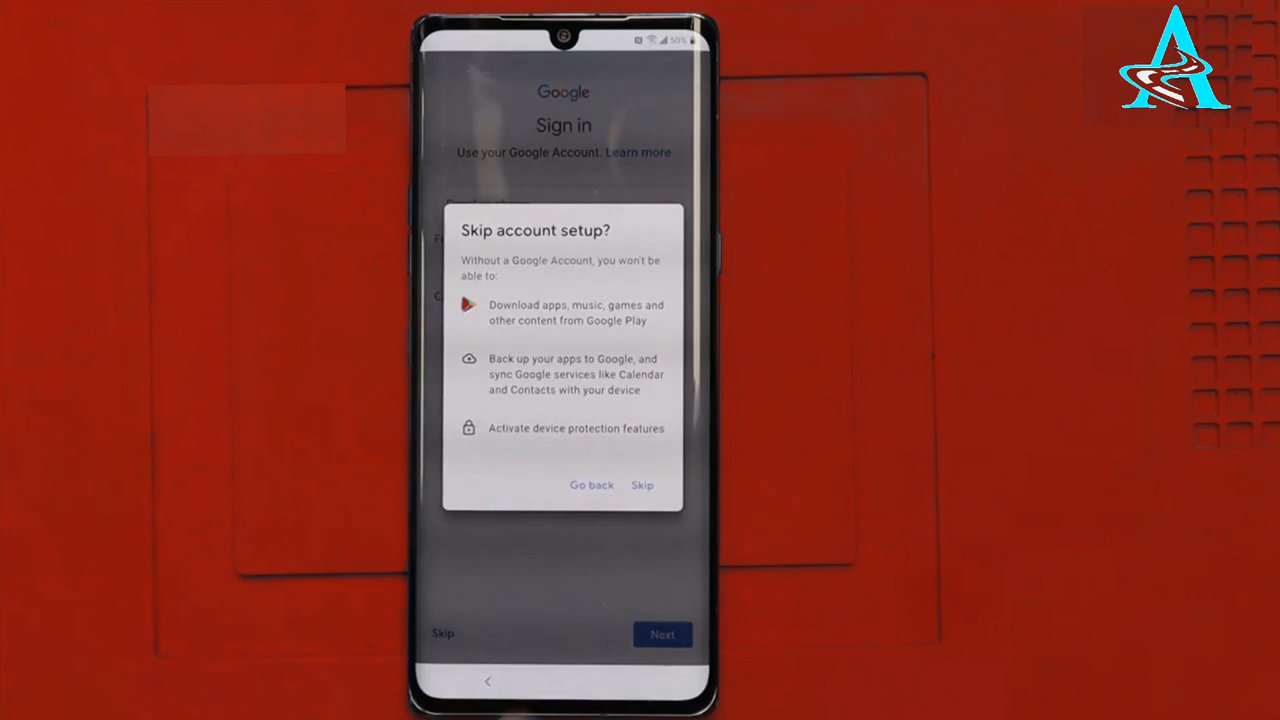 50%
Google
Sign in
Use your Google Account. Learn more
Skip account setup?
Without a Google Account, you won't be
able to:
Download apps, music, games and
other content from Google Play
Back up your apps to Google, and
sync Google services like Calendar
and Contacts with your device
Activate device protection features
Go back Skip
Skip Next